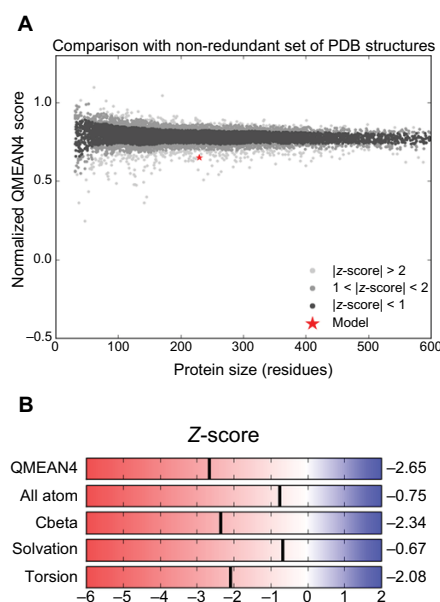 A
Comparison with non-redundant set of PDB structures
Normalized QMEAN4 score
1.0
0.5
0.0
−0.5
|z-score| > 2
1 < |z-score| < 2
|z-score| < 1
Model
0 100 200 300 400 500 600
Protein size (residues)
B
Z-score
QMEAN4 −2.65
All atom −0.75
Cbeta −2.34
Solvation −0.67
Torsion −2.08
−6 −5 −4 −3 −2 −1 0 1 2